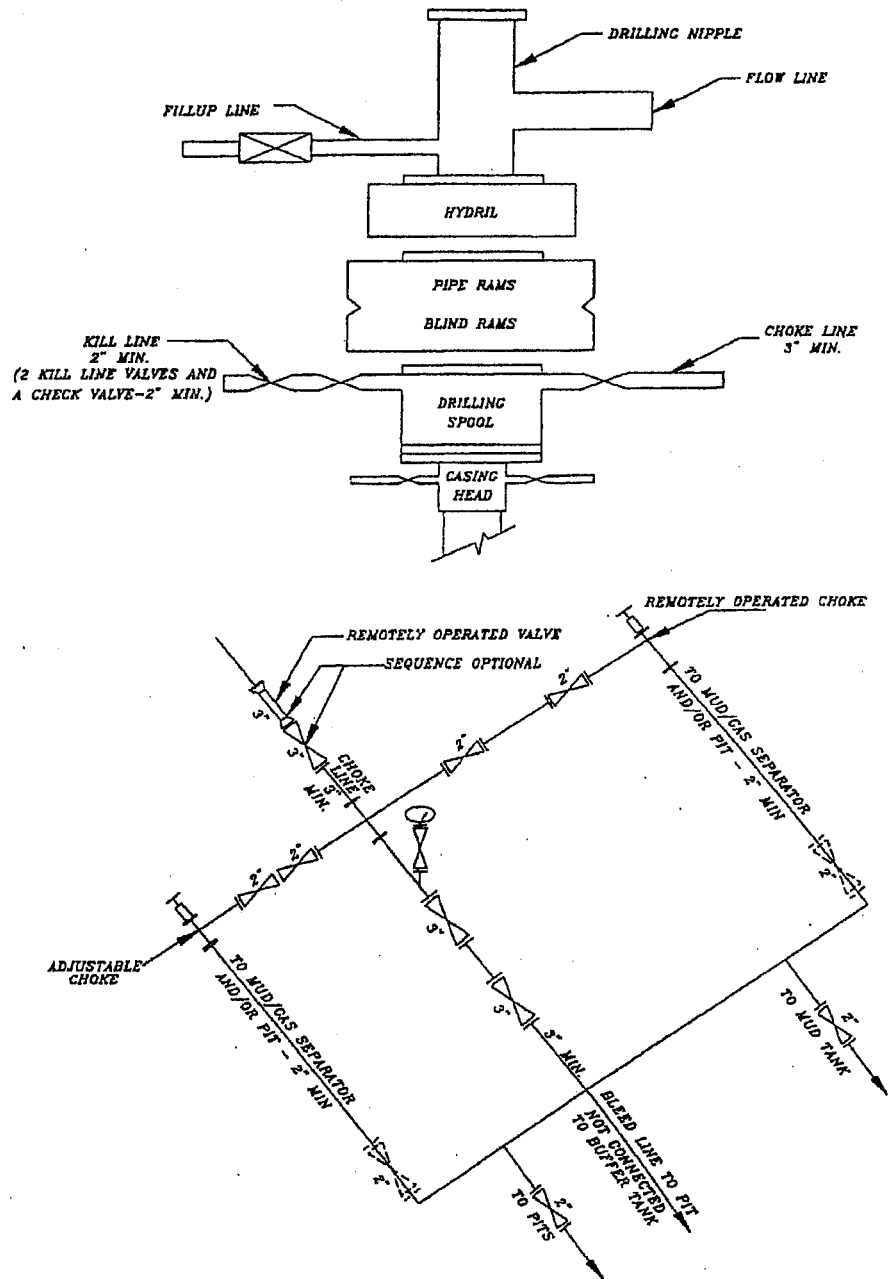 DRILLING NIPPLE
FLOW LINE
FILLUP LINE
HYDRIL
PIPE RAMS
BLIND RAMS
KILL LINE
2" MIN.
(2 KILL LINE VALVES AND
A CHECK VALVE-2" MIN.)
CHOKE LINE
3" MIN.
DRILLING
SPOOL
CASING
HEAD
REMOTELY OPERATED CHOKE
REMOTELY OPERATED VALVE
SEQUENCE OPTIONAL
3"
3"
CHOKE
LINE
3"
MIN.
2"
2"
TO MUD/GAS SEPARATOR
AND/OR PIT - 2" MIN
2"
2"
2"
3"
3"
3" MIN.
ADJUSTABLE
CHOKE
TO MUD/GAS SEPARATOR
AND/OR PIT - 2" MIN
2"
2"
TO MUD TANK
BLEED LINE TO PIT
NOT CONNECTED
TO BUFFER TANK
2"
TO PITS